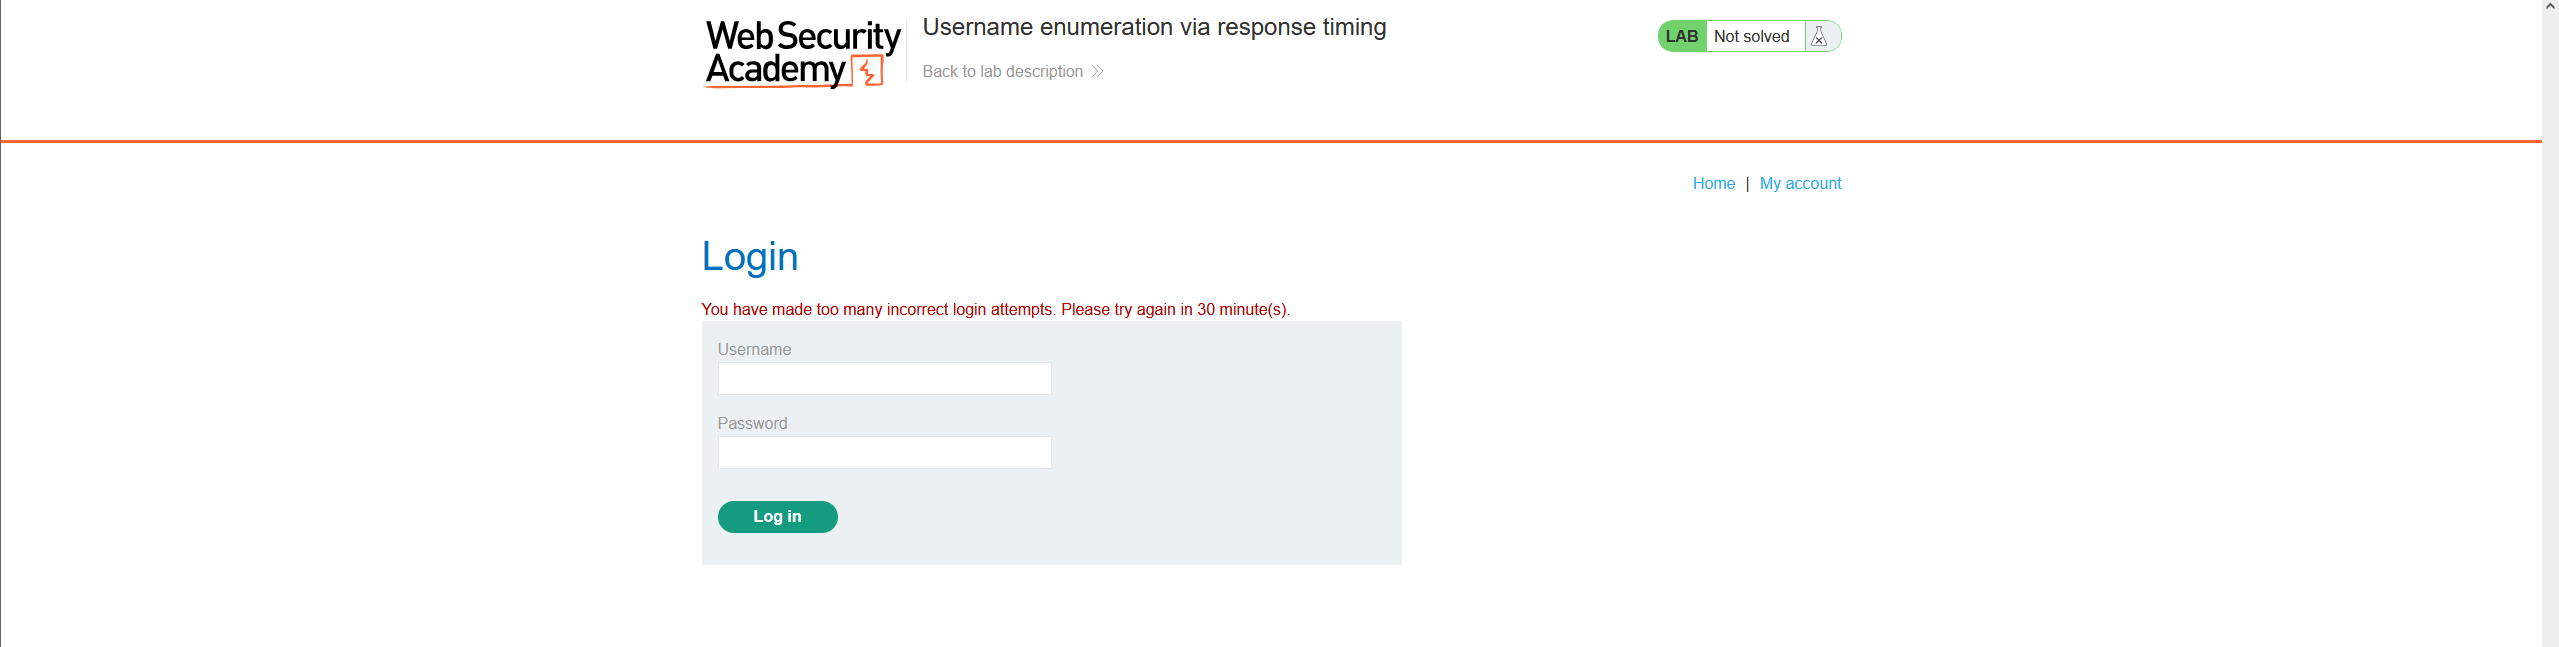 Web Security
Academy
Username enumeration via response timing
Back to lab description
LAB Not solved
Home | My account
Login
You have made too many incorrect login attempts. Please try again in 30 minute(s).
Username
Password
Log in